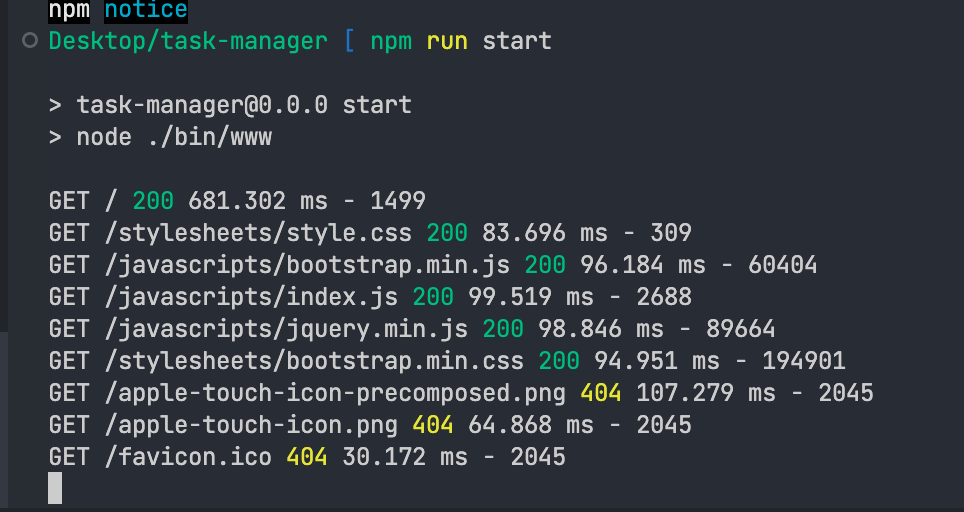 npm notice
Desktop/task-manager [ npm run start
> task-manager@0.0.0 start
> node ./bin/www
GET / 200 681.302 ms - 1499
GET /stylesheets/style.css 200 83.696 ms - 309
GET /javascripts/bootstrap.min.js 200 96.184 ms - 60404
GET /javascripts/index.js 200 99.519 ms - 2688
GET /javascripts/jquery.min.js 200 98.846 ms - 89664
GET /stylesheets/bootstrap.min.css 200 94.951 ms - 194901
GET /apple-touch-icon-precomposed.png 404 107.279 ms - 2045
GET /apple-touch-icon.png 404 64.868 ms - 2045
GET /favicon.ico 404 30.172 ms - 2045